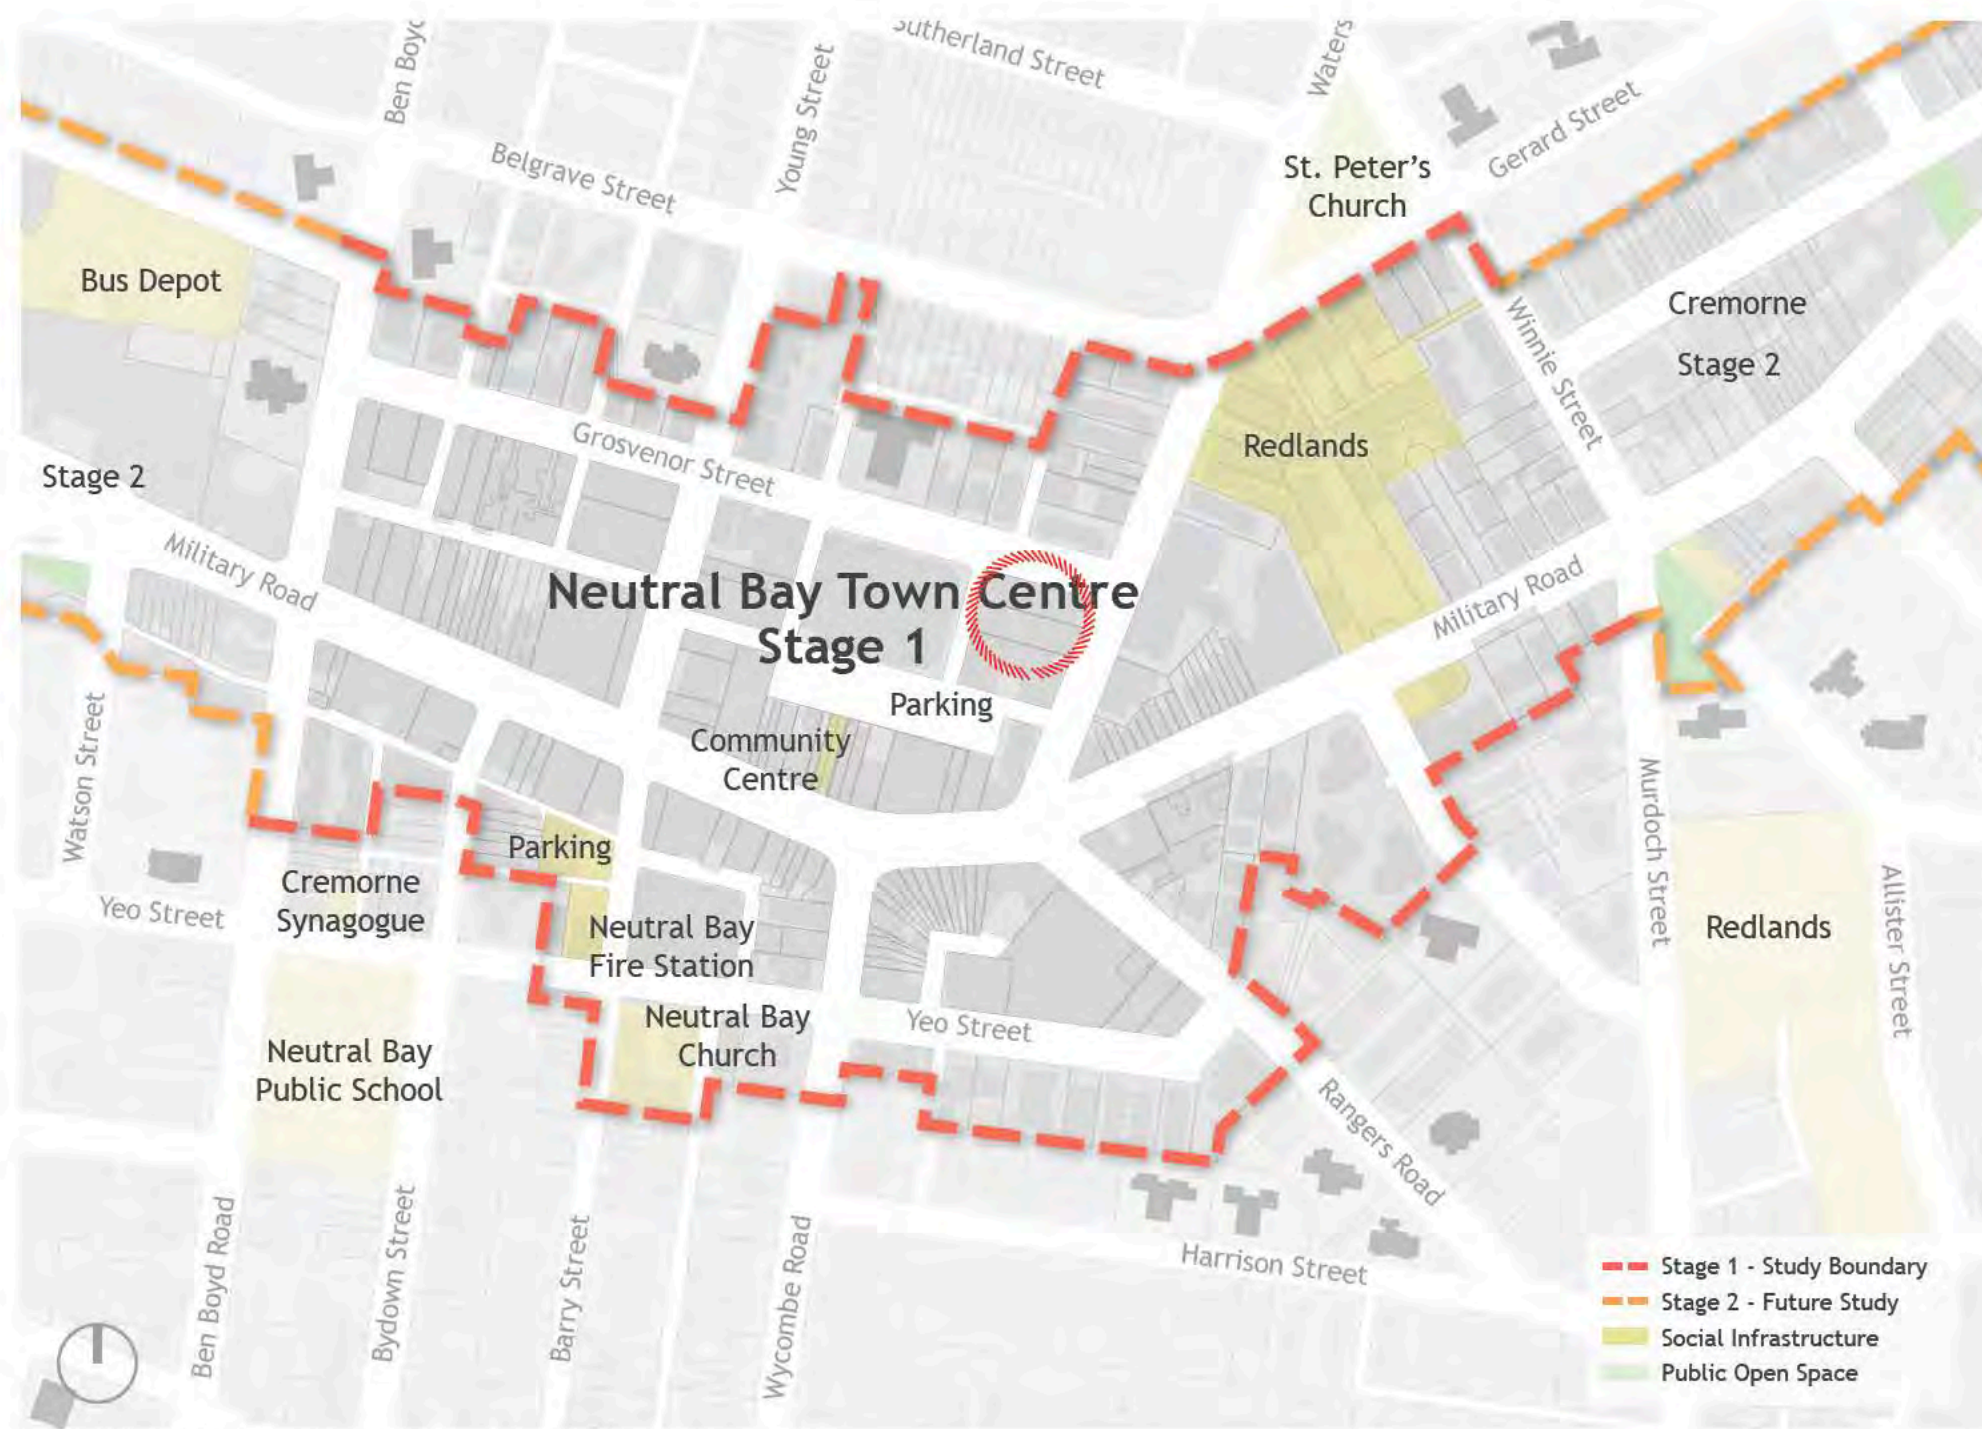 Sutherland Street
Waters
Ben Boyd
Young Street
Gerard Street
Belgrave Street
St. Peter's
Church
Bus Depot
Cremorne
Stage 2
Winnie Street
Redlands
Grosvenor Street
Stage 2
Military Road
Neutral Bay Town Centre
Stage 1
Military Road
Parking
Community
Centre
Watson Street
Murdoch Street
Parking
Cremorne
Synagogue
Yeo Street
Neutral Bay
Fire Station
Redlands
Allister Street
Neutral Bay
Church
Yeo Street
Neutral Bay
Public School
Rangers Road
Ben Boyd Road
Bydown Street
Barry Street
Wycombe Road
Harrison Street
Stage 1 - Study Boundary
Stage 2 - Future Study
Social Infrastructure
Public Open Space